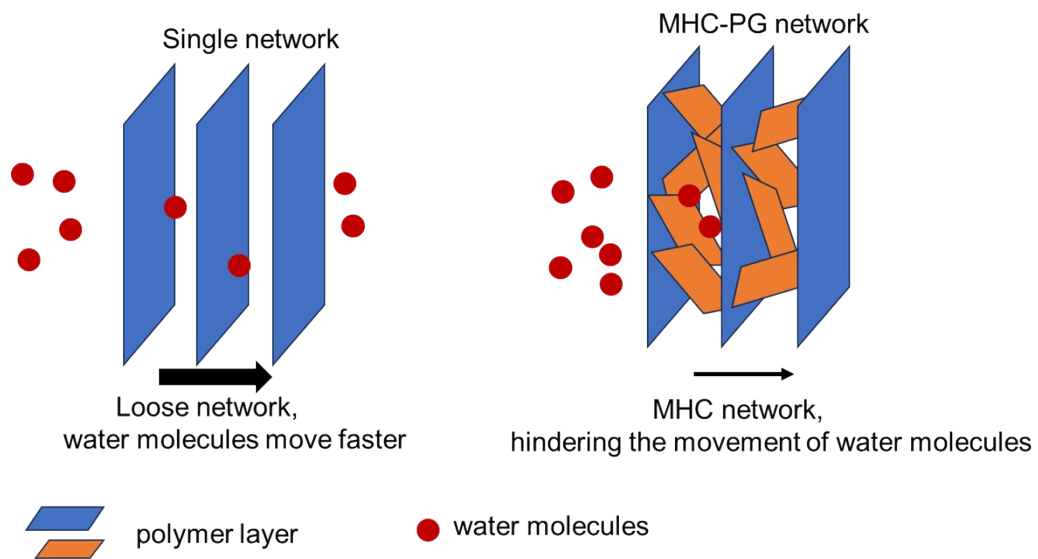 Single network
MHC-PG network
Loose network,
water molecules move faster
MHC network,
hindering the movement of water molecules
polymer layer
water molecules